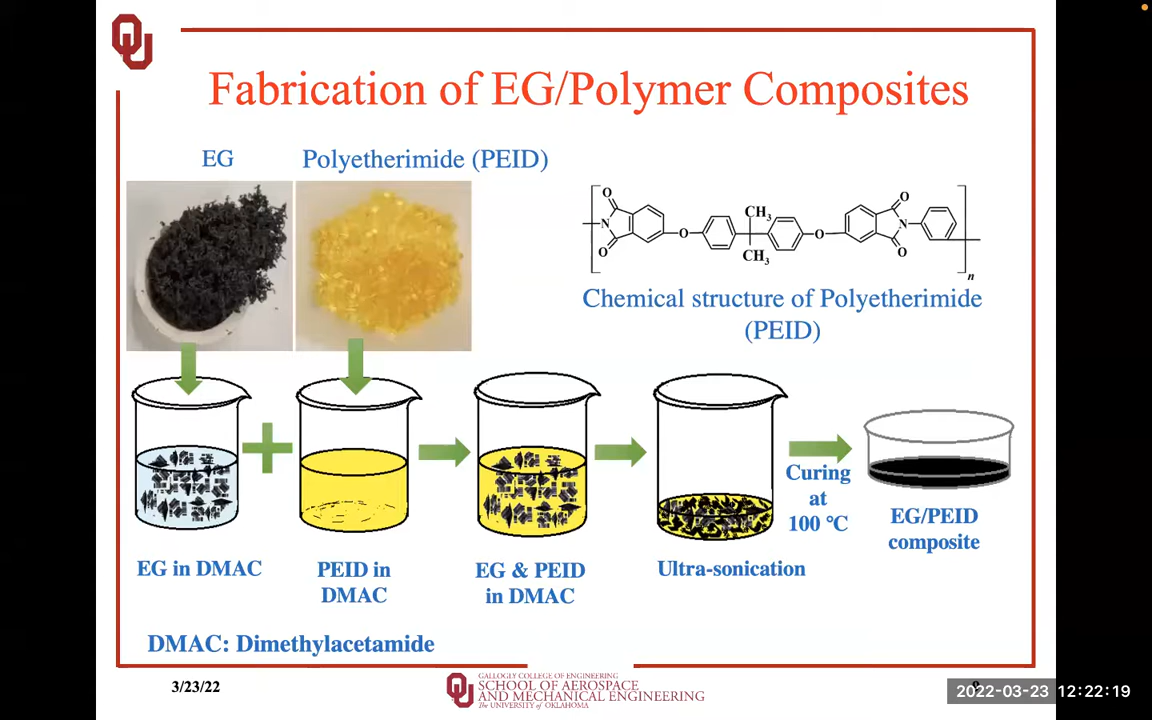 Fabrication of EG/Polymer Composites
EG
Polyetherimide (PEID)
O
O
N
O
CH3
CH3
O
O
O
N
n
Chemical structure of Polyetherimide
(PEID)
Curing
at
100 °C
EG/PEID
composite
EG in DMAC
PEID in
DMAC
EG & PEID
in DMAC
Ultra-sonication
DMAC: Dimethylacetamide
3/23/22
GALLOGLY COLLEGE OF ENGINEERING
SCHOOL OF AEROSPACE
AND MECHANICAL ENGINEERING
The UNIVERSITY of OKLAHOMA
2022-03-23 12:22:19